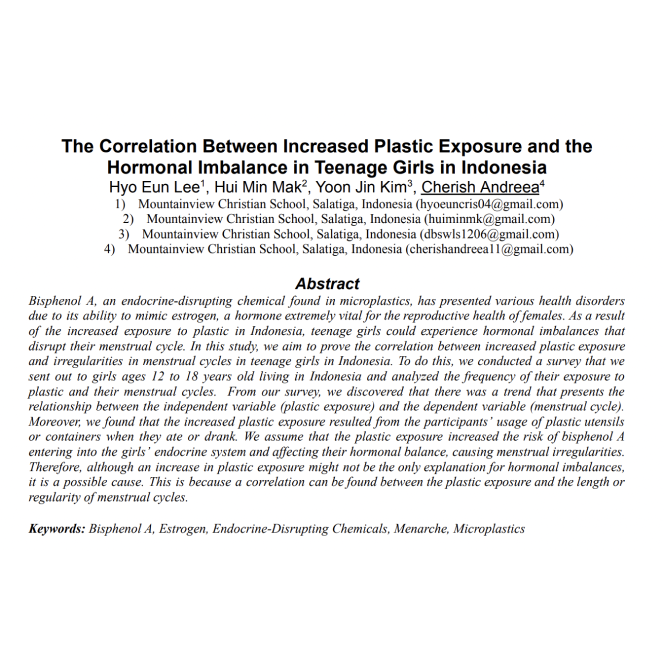 The Correlation Between Increased Plastic Exposure and the
Hormonal Imbalance in Teenage Girls in Indonesia
Hyo Eun Lee1, Hui Min Mak2, Yoon Jin Kim3, Cherish Andreea4
1) Mountainview Christian School, Salatiga, Indonesia (hyoeuncris04@gmail.com)
2) Mountainview Christian School, Salatiga, Indonesia (huiminmk@gmail.com)
3) Mountainview Christian School, Salatiga, Indonesia (dbswls1206@gmail.com)
4) Mountainview Christian School, Salatiga, Indonesia (cherishandreea11@gmail.com)
Abstract
Bisphenol A, an endocrine-disrupting chemical found in microplastics, has presented various health disorders
due to its ability to mimic estrogen, a hormone extremely vital for the reproductive health of females. As a result
of the increased exposure to plastic in Indonesia, teenage girls could experience hormonal imbalances that
disrupt their menstrual cycle. In this study, we aim to prove the correlation between increased plastic exposure
and irregularities in menstrual cycles in teenage girls in Indonesia. To do this, we conducted a survey that we
sent out to girls ages 12 to 18 years old living in Indonesia and analyzed the frequency of their exposure to
plastic and their menstrual cycles. From our survey, we discovered that there was a trend that presents the
relationship between the independent variable (plastic exposure) and the dependent variable (menstrual cycle).
Moreover, we found that the increased plastic exposure resulted from the participants' usage of plastic utensils
or containers when they ate or drank. We assume that the plastic exposure increased the risk of bisphenol A
entering into the girls' endocrine system and affecting their hormonal balance, causing menstrual irregularities.
Therefore, although an increase in plastic exposure might not be the only explanation for hormonal imbalances,
it is a possible cause. This is because a correlation can be found between the plastic exposure and the length or
regularity of menstrual cycles.
Keywords: Bisphenol A, Estrogen, Endocrine-Disrupting Chemicals, Menarche, Microplastics